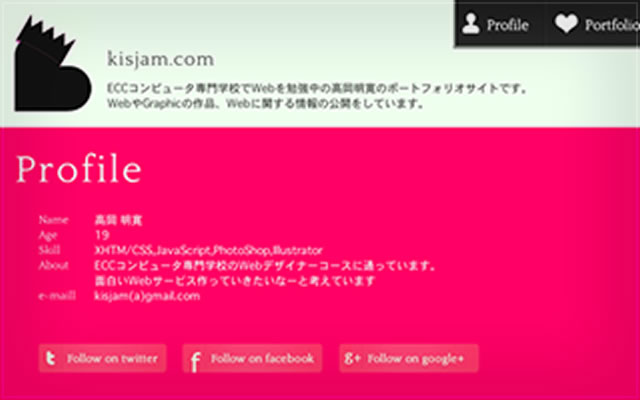 Profile
Portfolio
kisjam.com
ECCコンピュータ専門学校でWebを勉強中の高岡明寛のポートフォリオサイトです。
WebやGraphicの作品、Webに関する情報の公開をしています。
Profile
Name 高岡 明寛
Age 19
Skill XHTM/CSS,JavaScript,PhotoShop,Illustrator
About ECCコンピュータ専門学校のWebデザイナーコースに通っています。
面白いWebサービス作っていきたいなーと考えています
e-maill kisjam(a)gmail.com
t Follow on twitter
f Follow on facebook
g+ Follow on google+